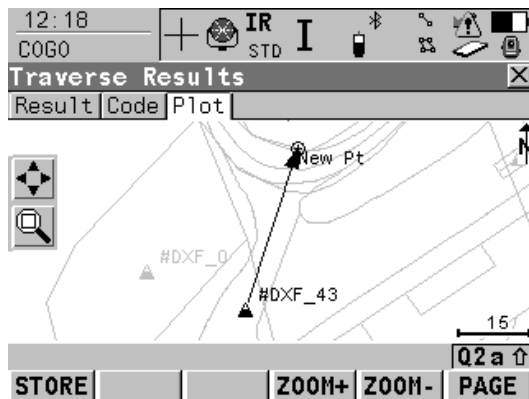 12:18
COGO
IR
STD
I
Traverse Results
Result Code Plot
New Pt
N
#DXF_0
#DXF_43
15
Q2a
STORE ZOOM+ ZOOM- PAGE